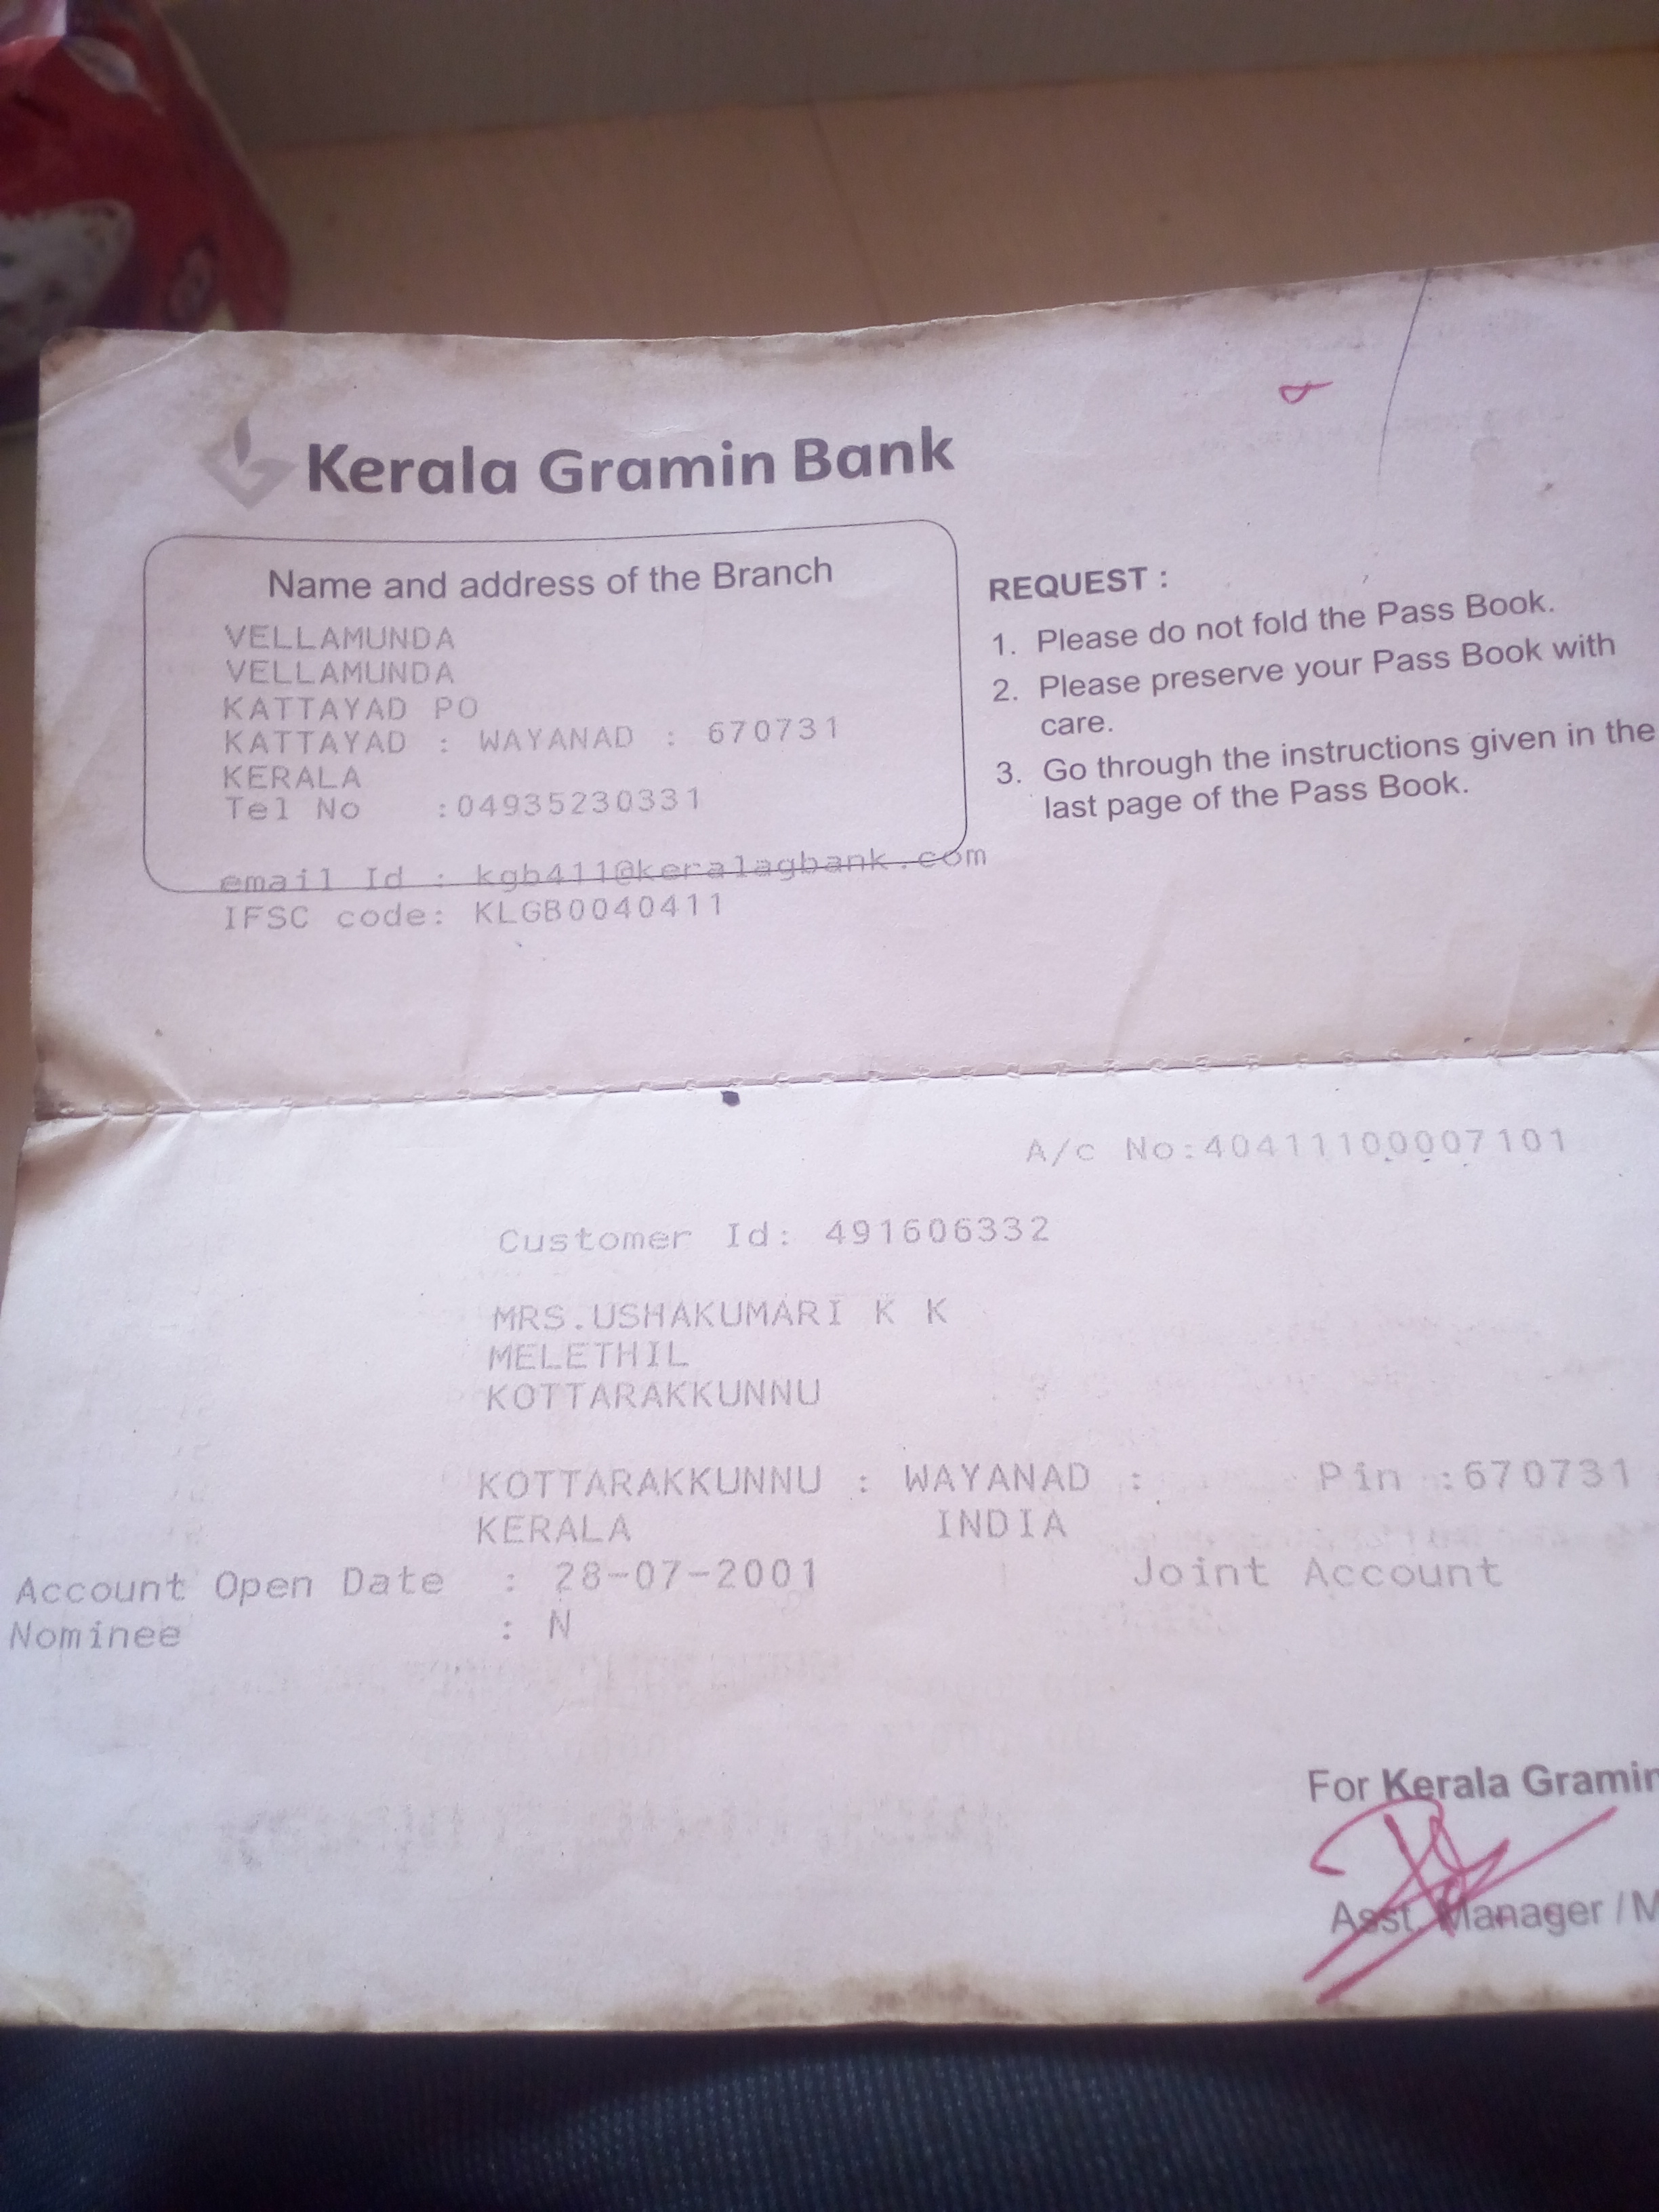 Kerala Gramin Bank
Name and address of the Branch
VELLAMUNDA
VELLAMUNDA
KATTAYAD PO
KATTAYAD : WAYANAD : 670731
KERALA
Tel No :04935230331
email Id : kgb411@keralagbank.com
IFSC code: KLGB0040411
REQUEST :
1. Please do not fold the Pass Book.
2. Please preserve your Pass Book with
care.
3. Go through the instructions given in the
last page of the Pass Book.
A/c No:40411100007101
Customer Id: 491606332
MRS.USHAKUMARI K K
MELETHIL
KOTTARAKKUNNU
KOTTARAKKUNNU : WAYANAD : Pin :670731
KERALA INDIA
Account Open Date : 28-07-2001 Joint Account
Nominee : N
For Kerala Gramin
Asst. Manager / M